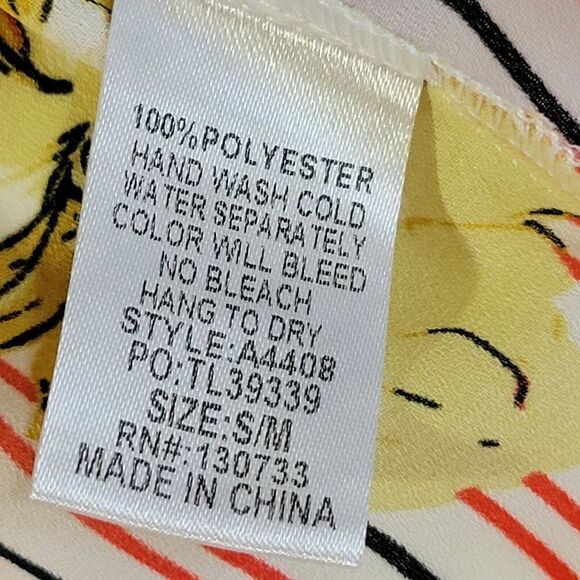 100%POLYESTER
HAND WASH COLD
WATER SEPARATELY
COLOR WILL BLEED
NO BLEACH
HANG TO DRY
STYLE:A4408
PO:TL39339
SIZE:S/M
RN#:130733
MADE IN CHINA